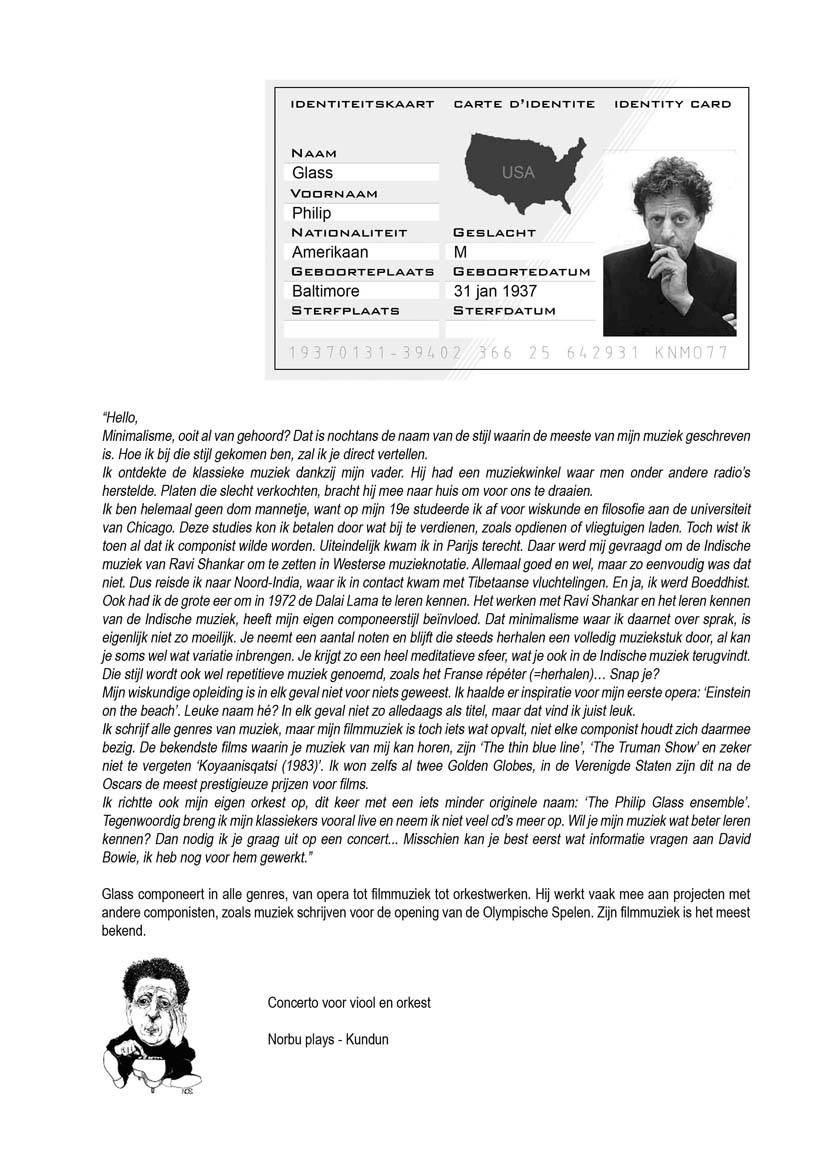 IDENTITEITSKAART CARTE D'IDENTITE IDENTITY CARD
NAAM
USA
Glass
VOORNAAM
Philip
NATIONALITEIT GESLACHT
Amerikaan M
GEBOORTEPLAATS GEBOORTEDATUM
Baltimore 31 jan 1937
STERFPLAATS STERFDATUM
19370131-39402 366 25 642931 KNMO77
“Hello,
Minimalisme, ooit al van gehoord? Dat is nochtans de naam van de stijl waarin de meeste van mijn muziek geschreven
is. Hoe ik bij die stijl gekomen ben, zal ik je direct vertellen.
Ik ontdekte de klassieke muziek dankzij mijn vader. Hij had een muziekwinkel waar men onder andere radio’s
herstelde. Platen die slecht verkochten, bracht hij mee naar huis om voor ons te draaien.
Ik ben helemaal geen dom mannetje, want op mijn 19e studeerde ik af voor wiskunde en filosofie aan de universiteit
van Chicago. Deze studies kon ik betalen door wat bij te verdienen, zoals opdienen of vliegtuigen laden. Toch wist ik
toen al dat ik componist wilde worden. Uiteindelijk kwam ik in Parijs terecht. Daar werd mij gevraagd om de Indische
muziek van Ravi Shankar om te zetten in Westerse muzieknotatie. Allemaal goed en wel, maar zo eenvoudig was dat
niet. Dus reisde ik naar Noord-India, waar ik in contact kwam met Tibetaanse vluchtelingen. En ja, ik werd Boeddhist.
Ook had ik de grote eer om in 1972 de Dalai Lama te leren kennen. Het werken met Ravi Shankar en het leren kennen
van de Indische muziek, heeft mijn eigen componeerstijl beïnvloed. Dat minimalisme waar ik daarnet over sprak, is
eigenlijk niet zo moeilijk. Je neemt een aantal noten en blijft die steeds herhalen een volledig muziekstuk door, al kan
je soms wel wat variatie inbrengen. Je krijgt zo een heel meditatieve sfeer, wat je ook in de Indische muziek terugvindt.
Die stijl wordt ook wel repetitieve muziek genoemd, zoals het Franse répéter (=herhalen)… Snap je?
Mijn wiskundige opleiding is in elk geval niet voor niets geweest. Ik haalde er inspiratie voor mijn eerste opera: ‘Einstein
on the beach’. Leuke naam hé? In elk geval niet zo alledaags als titel, maar dat vind ik juist leuk.
Ik schrijf alle genres van muziek, maar mijn filmmuziek is toch iets wat opvalt, niet elke componist houdt zich daarmee
bezig. De bekendste films waarin je muziek van mij kan horen, zijn ‘The thin blue line’, ‘The Truman Show’ en zeker
niet te vergeten ‘Koyaanisqatsi (1983)’. Ik won zelfs al twee Golden Globes, in de Verenigde Staten zijn dit na de
Oscars de meest prestigieuze prijzen voor films.
Ik richtte ook mijn eigen orkest op, dit keer met een iets minder originele naam: ‘The Philip Glass ensemble’.
Tegenwoordig breng ik mijn klassiekers vooral live en neem ik niet veel cd’s meer op. Wil je mijn muziek wat beter leren
kennen? Dan nodig ik je graag uit op een concert... Misschien kan je best eerst wat informatie vragen aan David
Bowie, ik heb nog voor hem gewerkt.”
Glass componeert in alle genres, van opera tot filmmuziek tot orkestwerken. Hij werkt vaak mee aan projecten met
andere componisten, zoals muziek schrijven voor de opening van de Olympische Spelen. Zijn filmmuziek is het meest
bekend.
Concerto voor viool en orkest
Norbu plays - Kundun